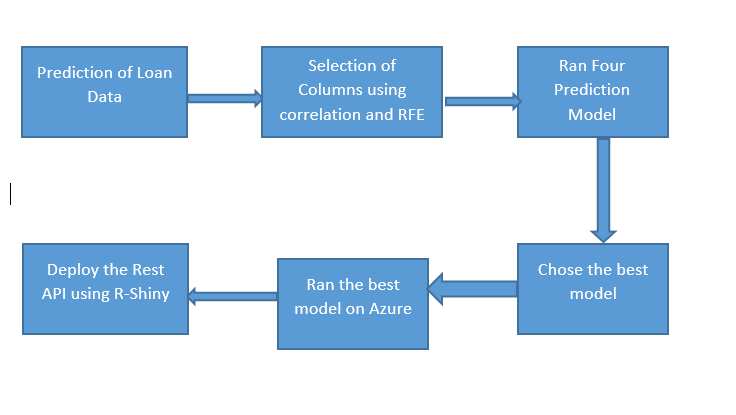 Prediction of Loan
Data
Selection of
Columns using
correlation and RFE
Ran Four
Prediction
Model
Chose the best
model
Ran the best
model on Azure
Deploy the Rest
API using R-Shiny